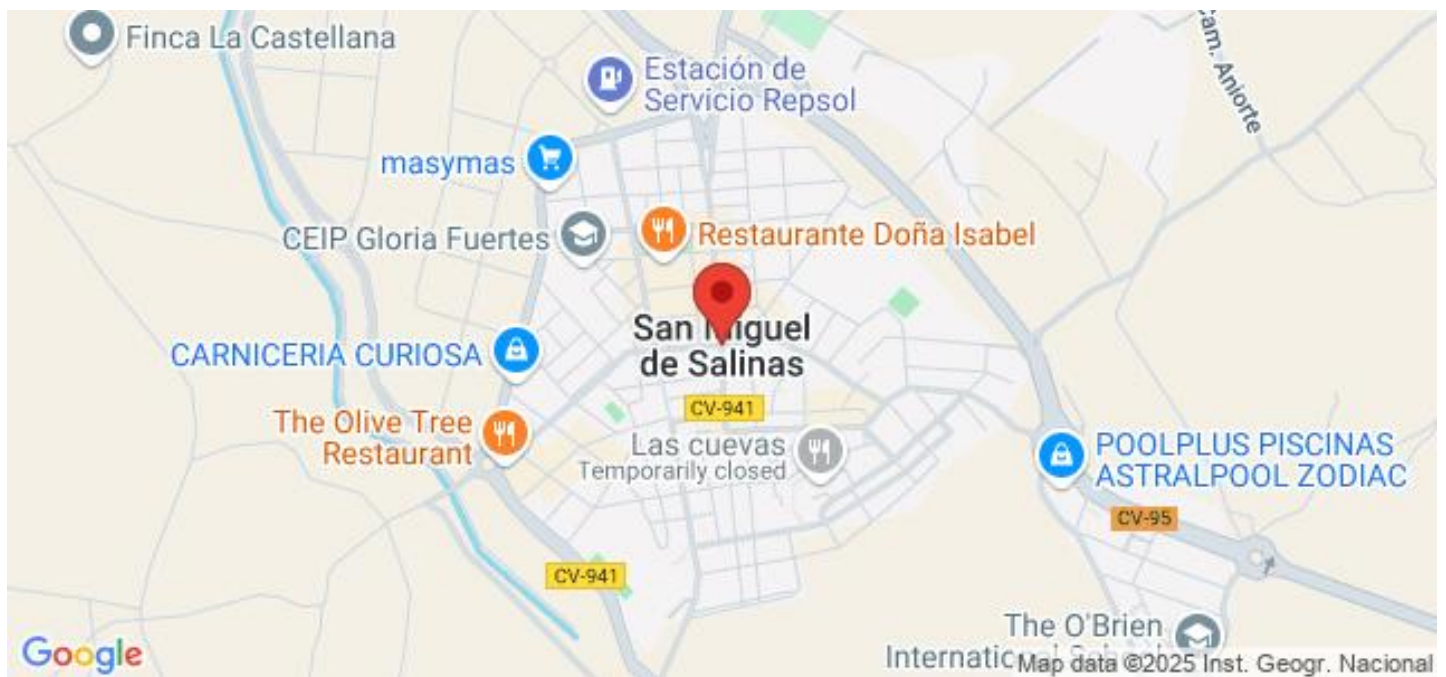 Finca La Castellana
Estación de
Servicio Repsol
Cam. Aniorte
masymas
CEIP Gloria Fuertes
Restaurante Doña Isabel
San Miguel
de Salinas
CARNICERIA CURIOSA
CV-941
The Olive Tree
Restaurant
Las cuevas
Temporarily closed
POOLPLUS PISCINAS
ASTRALPOOL ZODIAC
CV-95
CV-941
The O'Brien
International School
Google
Map data ©2025 Inst. Geogr. Nacional